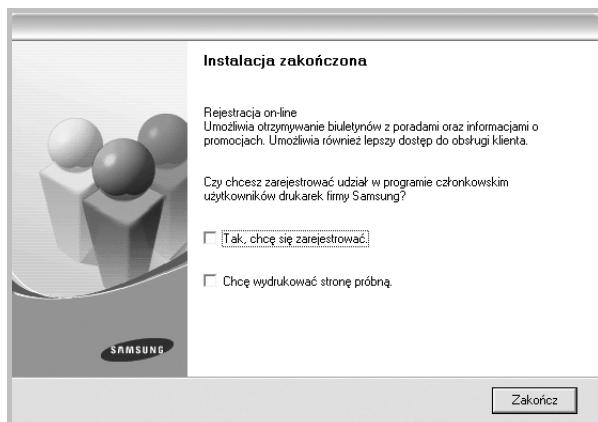 Instalacja zakończona
Rejestracja on-line
Umożliwia otrzymywanie biuletynów z poradami oraz informacjami o
promocjach. Umożliwia również lepszy dostęp do obsługi klienta.
Czy chcesz zarejestrować udział w programie członkowskim
użytkowników drukarek firmy Samsung?
Tak, chcę się zarejestrować.
Chcę wydrukować stronę próbną.
SAMSUNG
Zakończ